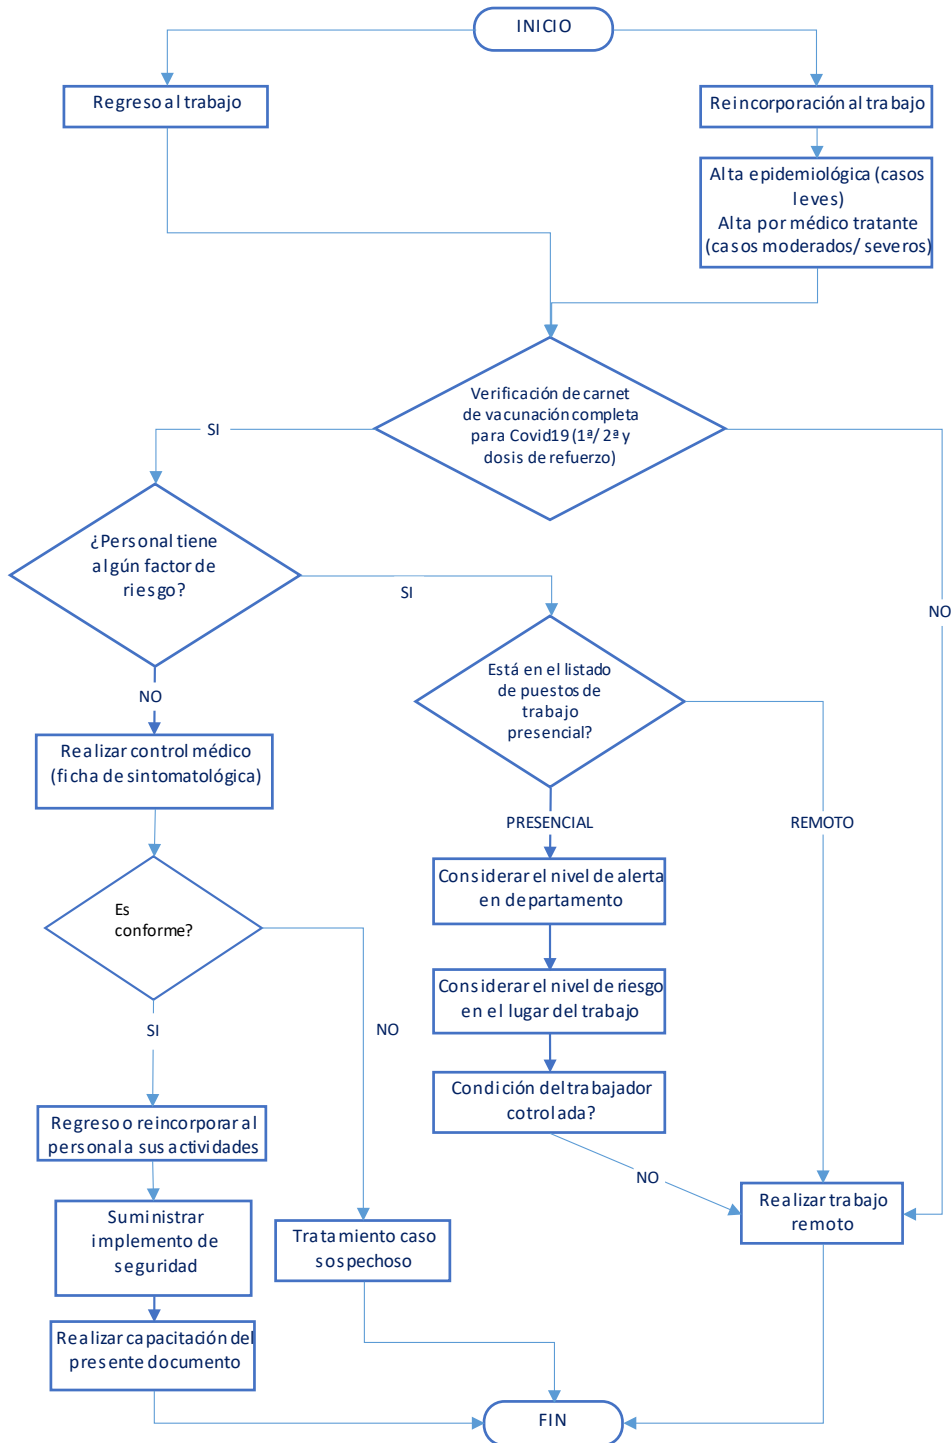 INICIO
Regreso al trabajo
Reincorporación al trabajo
Alta epidemiológica (casos
leves)
Alta por médico tratante
(casos moderados/ severos)
Verificación de carnet
de vacunación completa
para Covid19 (1ª/ 2ª y
dosis de refuerzo)
SI
NO
¿Personal tiene
algún factor de
riesgo?
SI
NO
Está en el listado
de puestos de
trabajo
presencial?
Realizar control médico
(ficha de sintomatológica)
PRESENCIAL
REMOTO
Considerar el nivel de alerta
en departamento
Es
conforme?
Considerar el nivel de riesgo
en el lugar del trabajo
SI
NO
Condición del trabajador
cotrolada?
Regreso o reincorporar al
personal a sus actividades
NO
Realizar trabajo
remoto
Suministrar
implemento de
seguridad
Tratamiento caso
sospechoso
Realizar capacitación del
presente documento
FIN